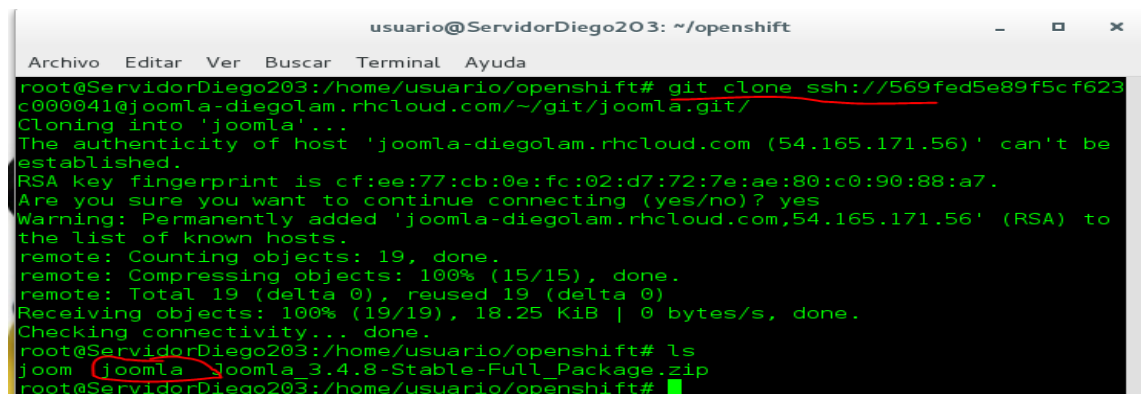 usuario@ServidorDiego2O3: ~/openshift
Archivo Editar Ver Buscar Terminal Ayuda
root@ServidorDiego203:/home/usuario/openshift# git clone ssh://569fed5e89f5cf623
c000041@joomla-diegolam.rhcloud.com/~/git/joomla.git/
Cloning into 'joomla'...
The authenticity of host 'joomla-diegolam.rhcloud.com (54.165.171.56)' can't be
established.
RSA key fingerprint is cf:ee:77:cb:0e:fc:02:d7:72:7e:ae:80:c0:90:88:a7.
Are you sure you want to continue connecting (yes/no)? yes
Warning: Permanently added 'joomla-diegolam.rhcloud.com,54.165.171.56' (RSA) to
the list of known hosts.
remote: Counting objects: 19, done.
remote: Compressing objects: 100% (15/15), done.
remote: Total 19 (delta 0), reused 19 (delta 0)
Receiving objects: 100% (19/19), 18.25 KiB | 0 bytes/s, done.
Checking connectivity... done.
root@ServidorDiego203:/home/usuario/openshift# ls
joom joomla Joomla_3.4.8-Stable-Full_Package.zip
root@ServidorDiego203:/home/usuario/openshift#